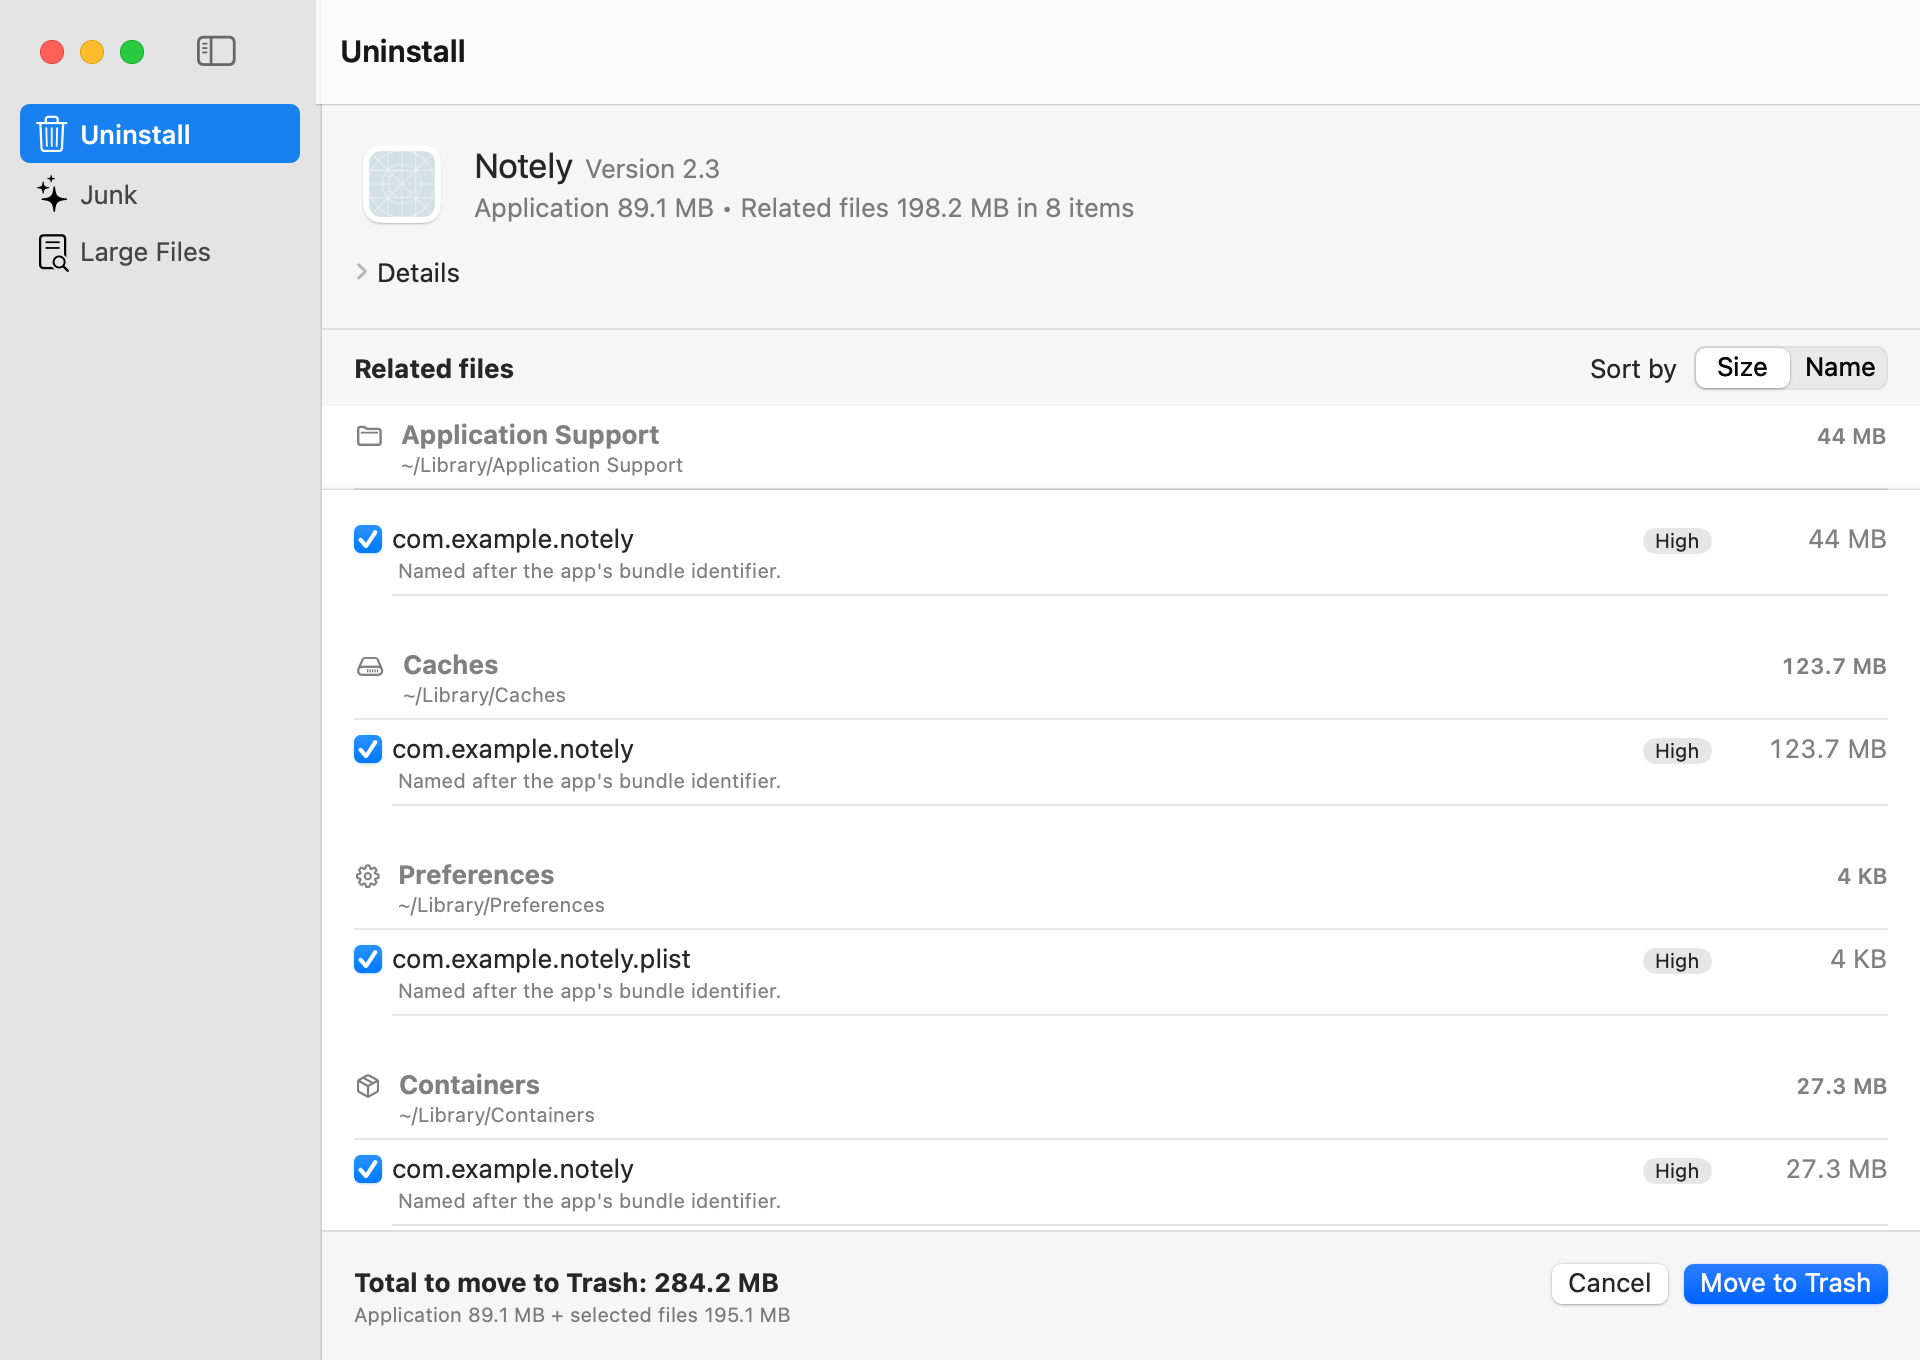 Uninstall
Uninstall
Junk
Large Files
Notely Version 2.3
Application 89.1 MB • Related files 198.2 MB in 8 items
Details
Related files
Sort by Size Name
Application Support 44 MB
~/Library/Application Support
com.example.notely High 44 MB
Named after the app's bundle identifier.
Caches 123.7 MB
~/Library/Caches
com.example.notely High 123.7 MB
Named after the app's bundle identifier.
Preferences 4 KB
~/Library/Preferences
com.example.notely.plist High 4 KB
Named after the app's bundle identifier.
Containers 27.3 MB
~/Library/Containers
com.example.notely High 27.3 MB
Named after the app's bundle identifier.
Total to move to Trash: 284.2 MB
Application 89.1 MB + selected files 195.1 MB
Cancel Move to Trash